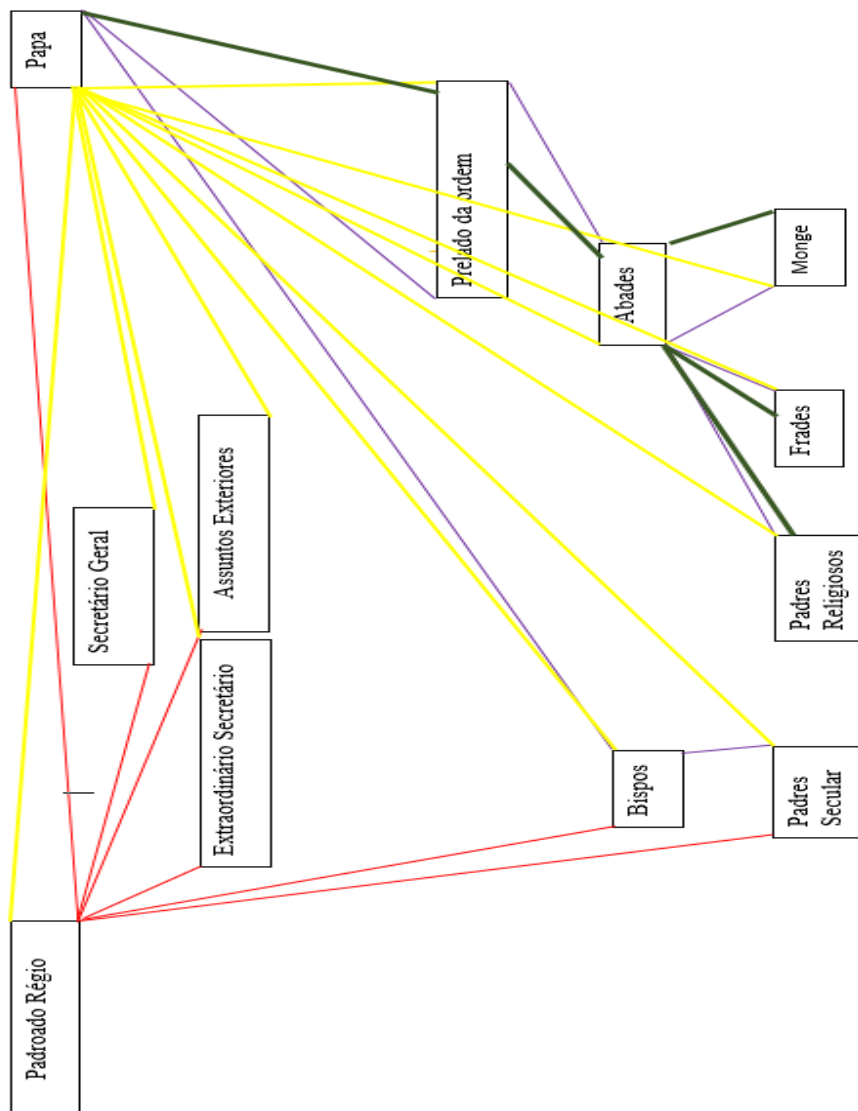 Padroado Régio
Papa
Secretário Geral
Extraordinário Secretário
Assuntos Exteriores
Prelado da ordem
Bispos
Abades
Padres
Secular
Padres
Religiosos
Frades
Monge